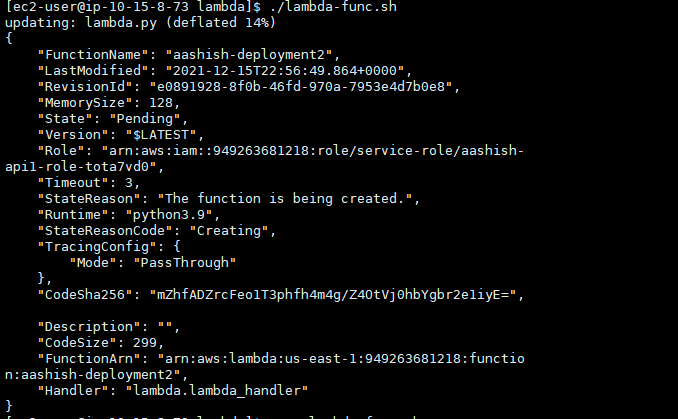 [ec2-user@ip-10-15-8-73 lambda]$ ./lambda-func.sh
updating: lambda.py (deflated 14%)
{
    "FunctionName": "aashish-deployment2",
    "LastModified": "2021-12-15T22:56:49.864+0000",
    "RevisionId": "e0891928-8f0b-46fd-970a-7953e4d7b0e8",
    "MemorySize": 128,
    "State": "Pending",
    "Version": "$LATEST",
    "Role": "arn:aws:iam::949263681218:role/service-role/aashish-
api1-role-tota7vd0",
    "Timeout": 3,
    "StateReason": "The function is being created.",
    "Runtime": "python3.9",
    "StateReasonCode": "Creating",
    "TracingConfig": {
        "Mode": "PassThrough"
    },
    "CodeSha256": "mZhfADZrcFeo1T3phfh4m4g/Z4OtVj0hbYgbr2e1iyE=",
    "Description": "",
    "CodeSize": 299,
    "FunctionArn": "arn:aws:lambda:us-east-1:949263681218:functio
n:aashish-deployment2",
    "Handler": "lambda.lambda_handler"
}